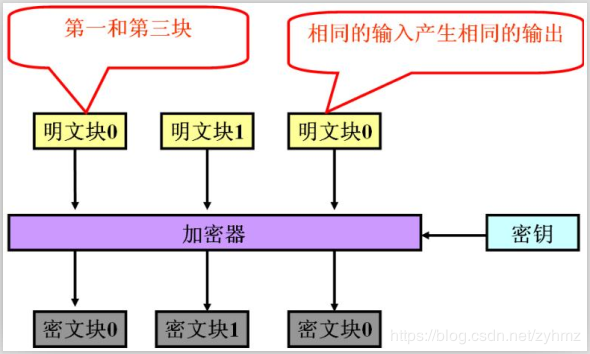 第一和第三块
相同的输入产生相同的输出
明文块0
明文块1
明文块0
加密器
密钥
密文块0
密文块1
密文块0
https://blog.csdn.net/zyhmz